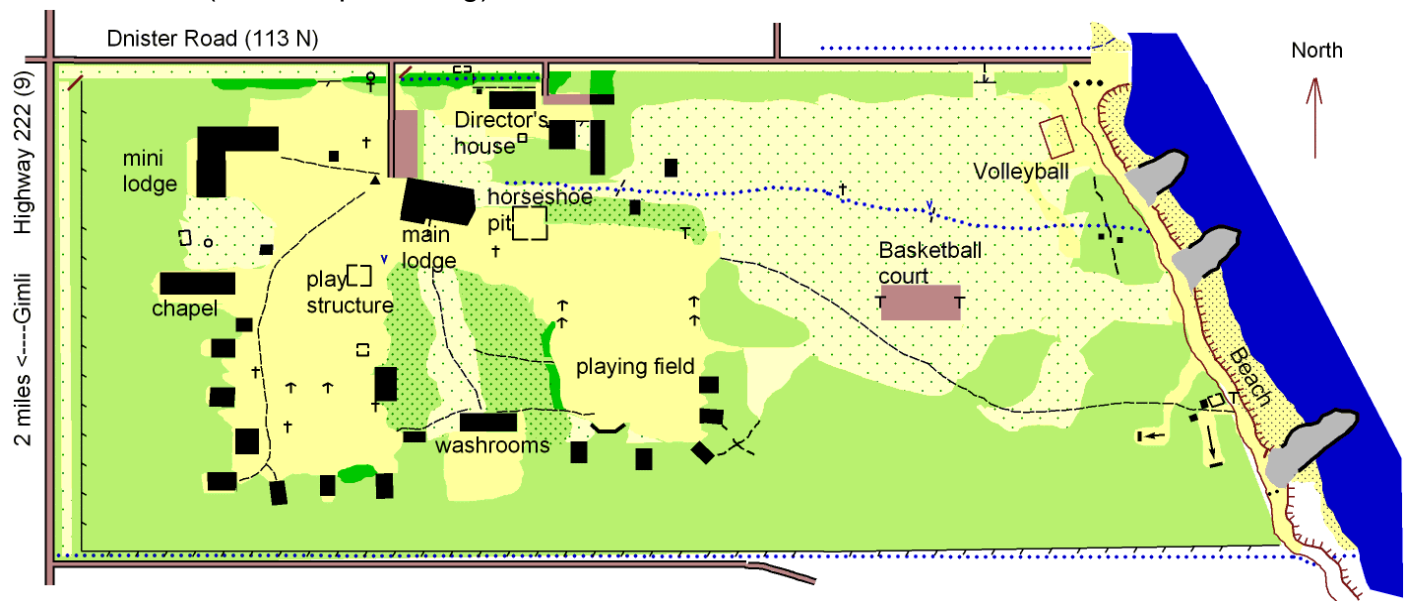 Dnister Road (113 N)
North
Highway 222 (9)
2 miles <----Gimli
mini
lodge
Director's
house
Volleyball
horseshoe
pit
main
lodge
Basketball
court
play
structure
chapel
playing field
Beach
washrooms